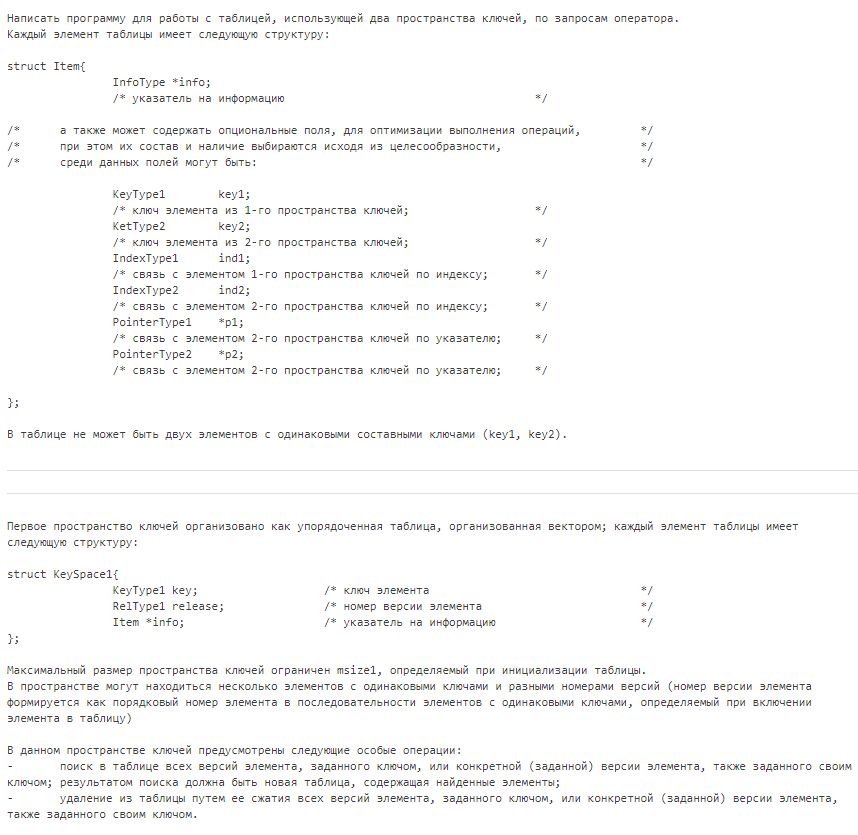 Написать программу для работы с таблицей, использующей два пространства ключей, по запросам оператора.
Каждый элемент таблицы имеет следующую структуру:
struct Item{
InfoType *info;
/* указатель на информацию */
/* а также может содержать опциональные поля, для оптимизации выполнения операций, */
/* при этом их состав и наличие выбираются исходя из целесообразности, */
/* среди данных полей могут быть: */
KeyType1 key1;
/* ключ элемента из 1-го пространства ключей; */
KetType2 key2;
/* ключ элемента из 2-го пространства ключей; */
IndexType1 ind1;
/* связь с элементом 1-го пространства ключей по индексу; */
IndexType2 ind2;
/* связь с элементом 2-го пространства ключей по индексу; */
PointerType1 *p1;
/* связь с элементом 2-го пространства ключей по указателю; */
PointerType2 *p2;
/* связь с элементом 2-го пространства ключей по указателю; */
};
В таблице не может быть двух элементов с одинаковыми составными ключами (key1, key2).
Первое пространство ключей организовано как упорядоченная таблица, организованная вектором; каждый элемент таблицы имеет
следующую структуру:
struct KeySpace1{
KeyType1 key; /* ключ элемента */
RelType1 release; /* номер версии элемента */
Item *info; /* указатель на информацию */
};
Максимальный размер пространства ключей ограничен msize1, определяемый при инициализации таблицы.
В пространстве могут находиться несколько элементов с одинаковыми ключами и разными номерами версий (номер версии элемента
формируется как порядковый номер элемента в последовательности элементов с одинаковыми ключами, определяемый при включении
элемента в таблицу)
В данном пространстве ключей предусмотрены следующие особые операции:
- поиск в таблице всех версий элемента, заданного ключом, или конкретной (заданной) версии элемента, также заданного своим
ключом; результатом поиска должна быть новая таблица, содержащая найденные элементы;
- удаление из таблицы путем ее сжатия всех версий элемента, заданного ключом, или конкретной (заданной) версии элемента,
также заданного своим ключом.